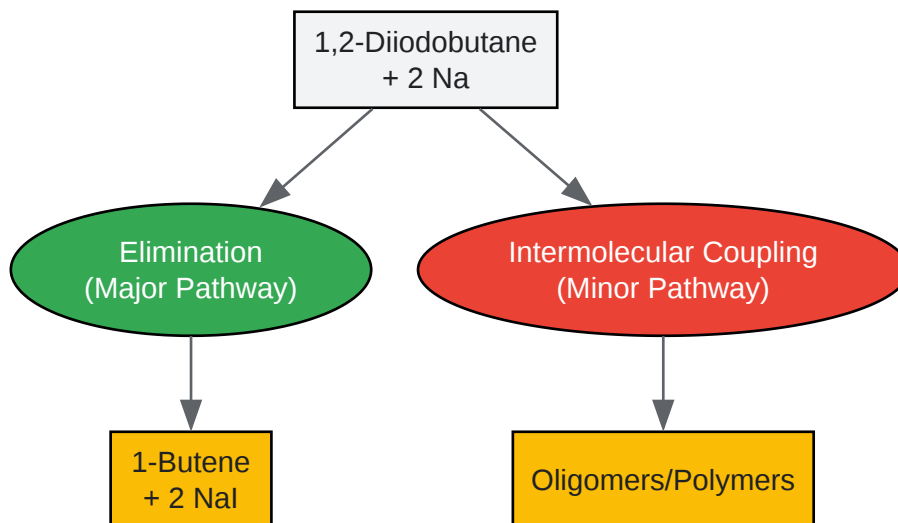 1,2-Diiodobutane
+ 2 Na
Elimination
(Major Pathway)
Intermolecular Coupling
(Minor Pathway)
1-Butene
+ 2 NaI
Oligomers/Polymers